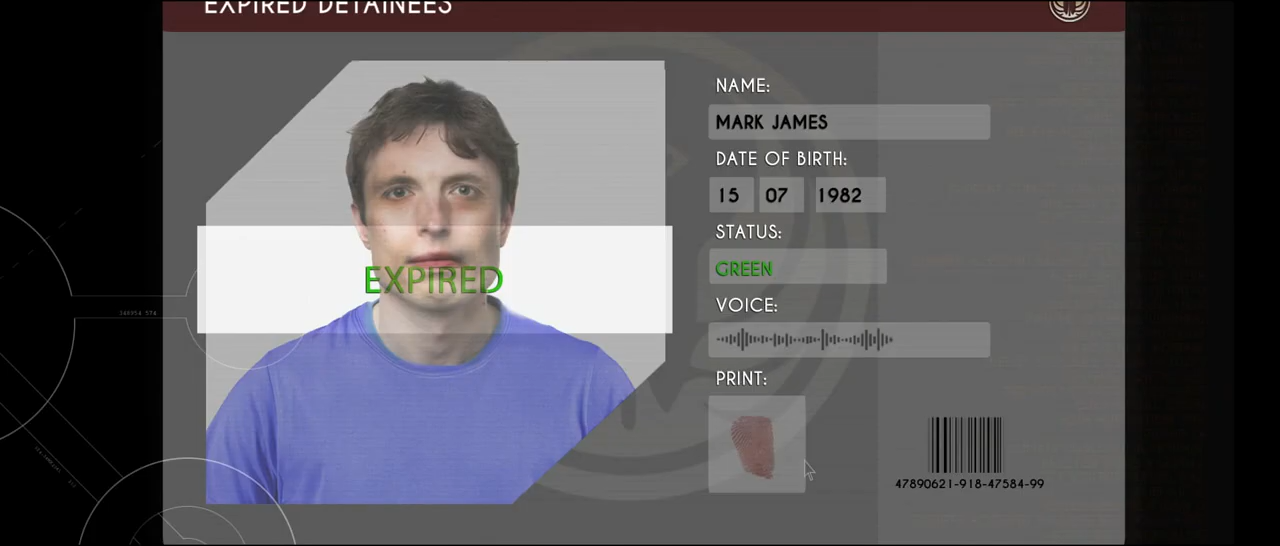 EXPIRED DETAINEES
NAME:
MARK JAMES
DATE OF BIRTH:
15 07 1982
STATUS:
GREEN
EXPIRED
VOICE:
PRINT:
47890621-918-47584-99